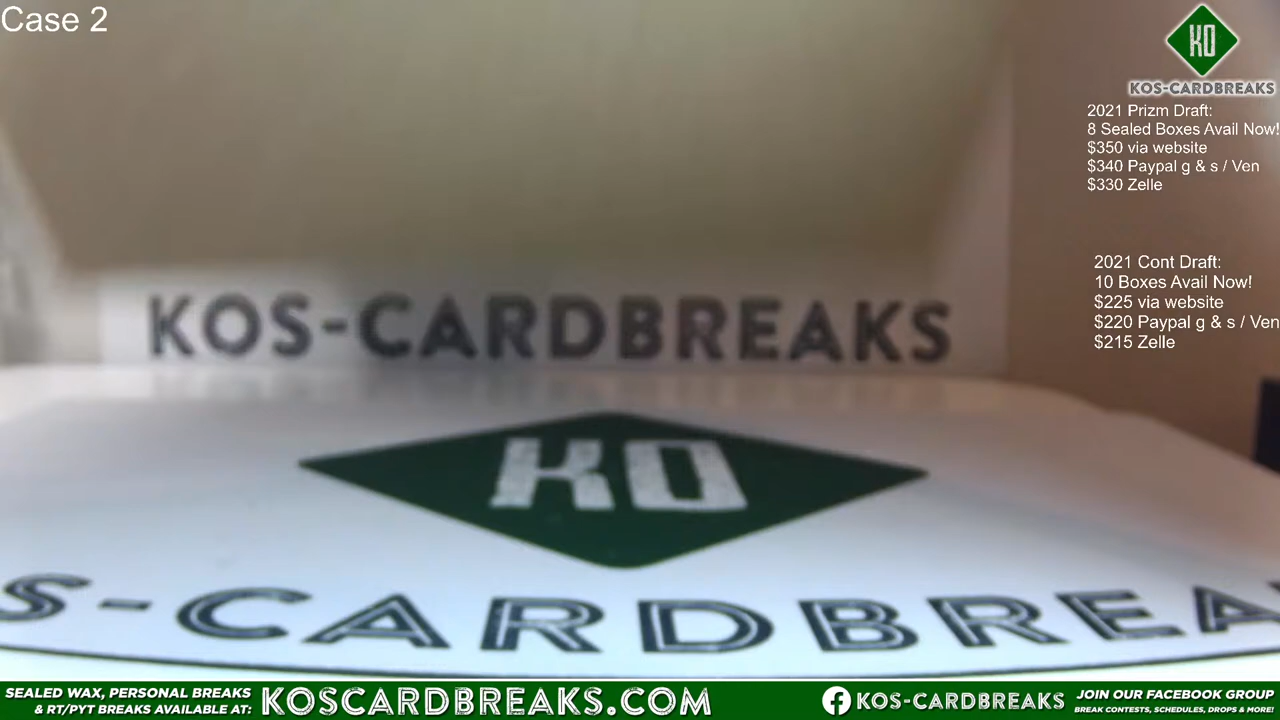 Case 2
KO
KOS-CARDBREAKS
2021 Prizm Draft:
8 Sealed Boxes Avail Now!
$350 via website
$340 Paypal g & s / Ven
$330 Zelle
2021 Cont Draft:
10 Boxes Avail Now!
$225 via website
$220 Paypal g & s / Ven
$215 Zelle
KOS-CARDBREAKS
KO
S-CARDBREA
SEALED WAX, PERSONAL BREAKS
& RT/PYT BREAKS AVAILABLE AT:
KOSCARDBREAKS.COM
KOS-CARDBREAKS
JOIN OUR FACEBOOK GROUP
BREAK CONTESTS, SCHEDULES, DROPS & MORE!